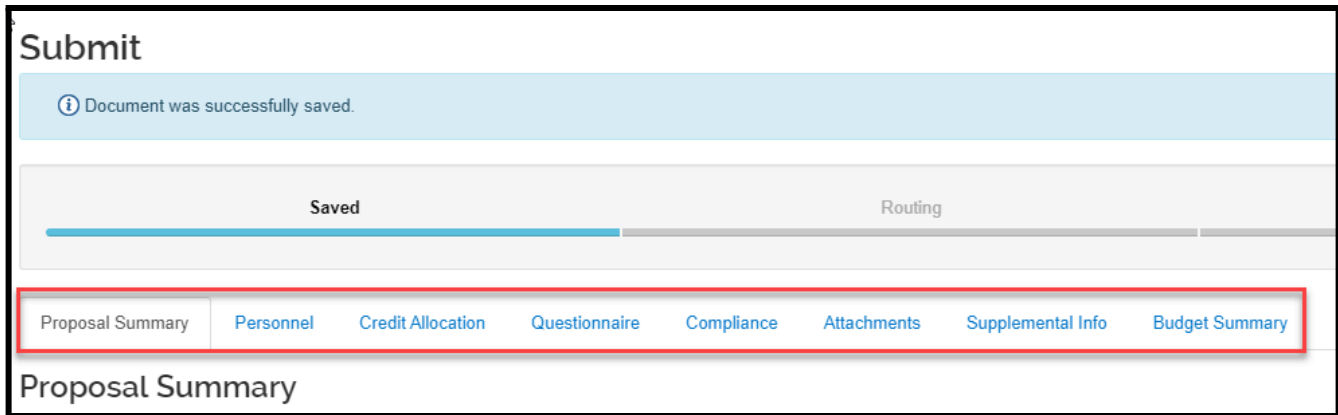 Submit
Document was successfully saved.
Saved Routing
Proposal Summary Personnel Credit Allocation Questionnaire Compliance Attachments Supplemental Info Budget Summary
Proposal Summary